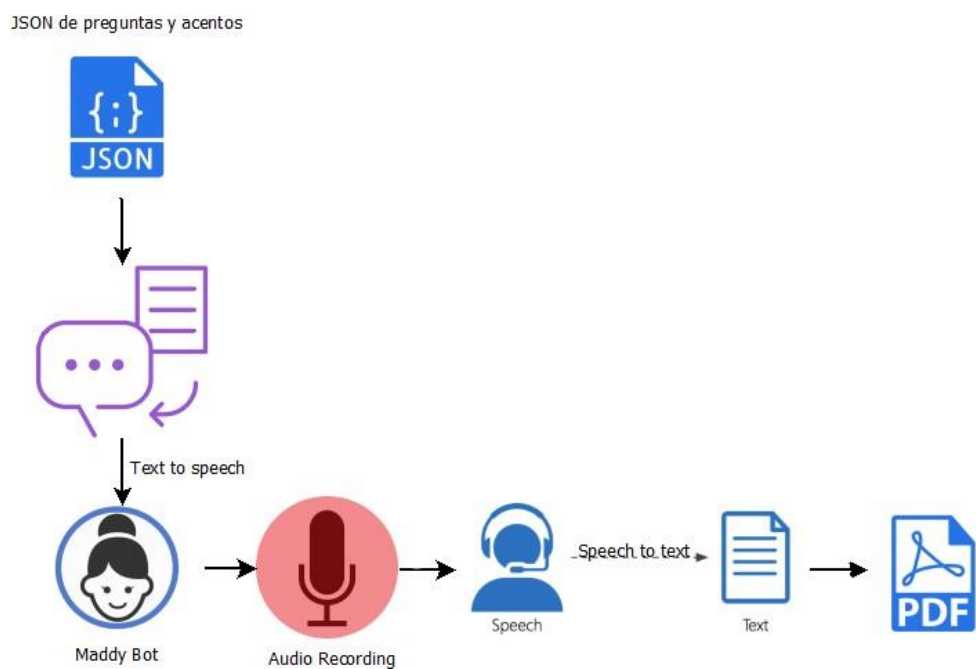 JSON de preguntas y acentos
{;}
JSON
Text to speech
Maddy Bot
Audio Recording
Speech
Speech to text
Text
PDF